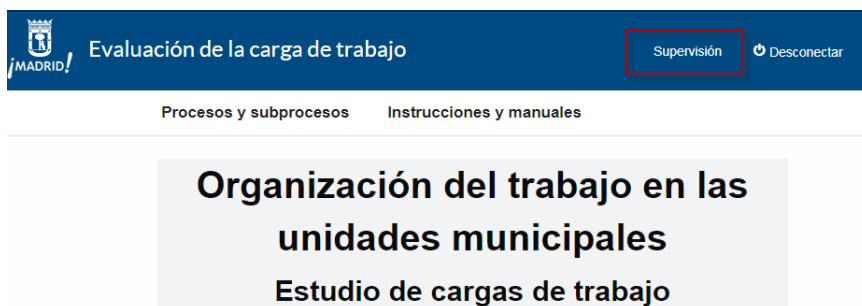 ¡MADRID!
Evaluación de la carga de trabajo
Supervisión
Desconectar
Procesos y subprocesos
Instrucciones y manuales
Organización del trabajo en las
unidades municipales
Estudio de cargas de trabajo